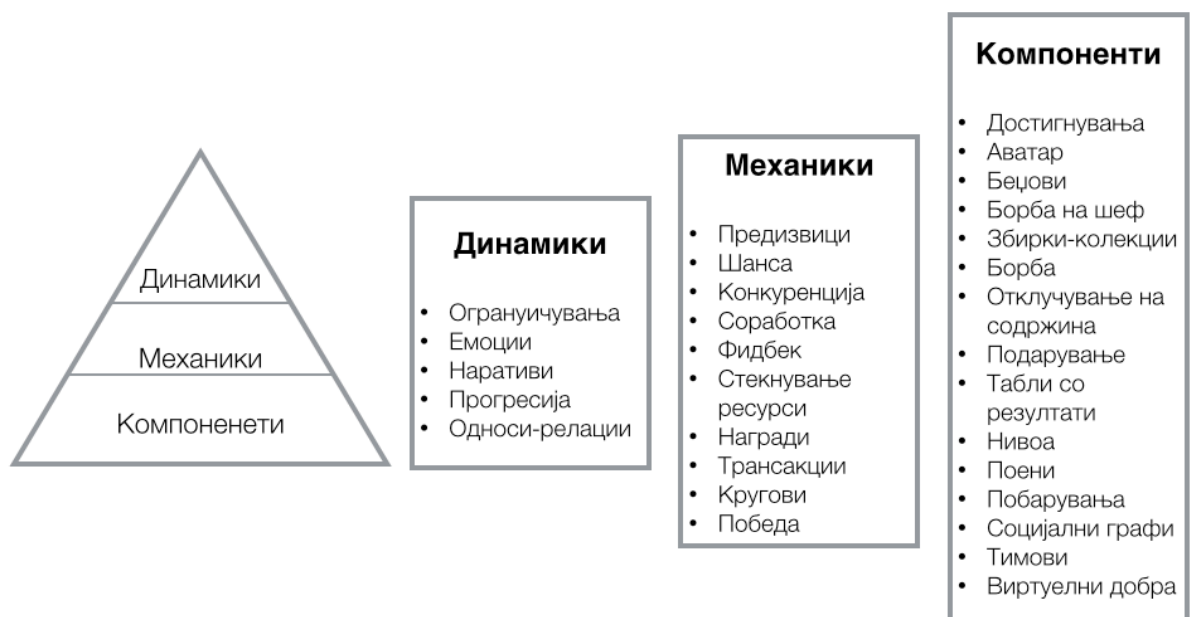 Динамики
Механики
Компоненети
Динамики
• Огрануичувања
• Емоции
• Наративи
• Прогресија
• Односи-релации
Механики
• Предизвици
• Шанса
• Конкуренција
• Соработка
• Фидбек
• Стекнување
ресурси
• Награди
• Трансакции
• Кругови
• Победа
Компоненти
• Достигнувања
• Аватар
• Беџови
• Борба на шеф
• Збирки-колекции
• Борба
• Отклучување на
содржина
• Подарување
• Табли со
резултати
• Нивоа
• Поени
• Побарувања
• Социјални графи
• Тимови
• Виртуелни добра